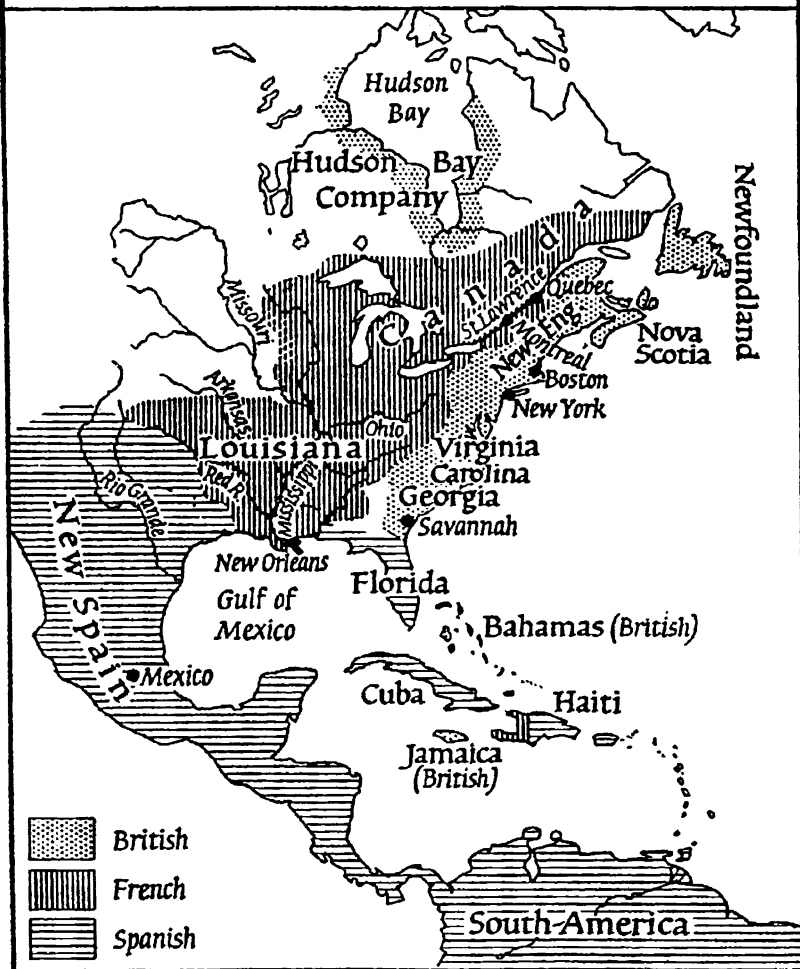 Hudson
Bay
Hudson Bay
Company
Newfoundland
Canada
St. Lawrence
Quebec
Montreal
New Eng
Nova
Scotia
Boston
New York
Missouri
Arkansas
Ohio
Louisiana
Red R.
Mississippi
Virginia
Carolina
Georgia
Savannah
Rio Grande
New Spain
New Orleans
Florida
Gulf of
Mexico
Bahamas (British)
Mexico
Cuba
Haiti
Jamaica
(British)
British
French
Spanish
South America